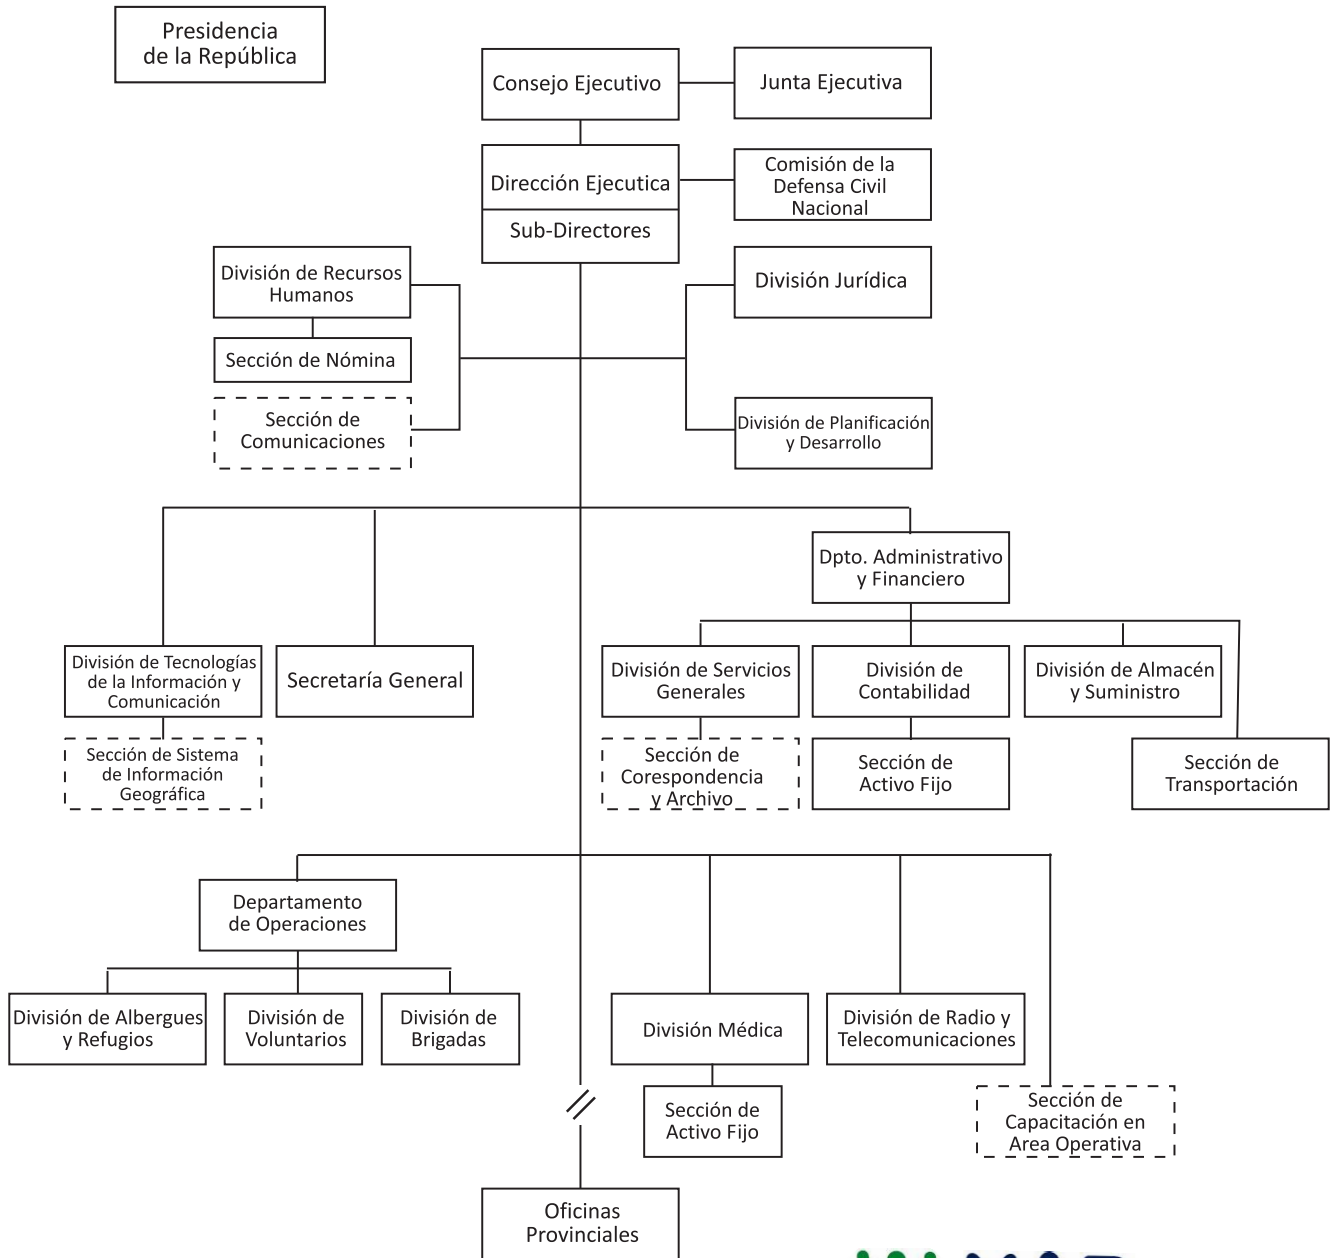 Presidencia
de la República
Consejo Ejecutivo
Junta Ejecutiva
Dirección Ejecutica
Sub-Directores
Comisión de la
Defensa Civil
Nacional
División de Recursos
Humanos
Sección de Nómina
Sección de
Comunicaciones
División Jurídica
División de Planificación
y Desarrollo
Dpto. Administrativo
y Financiero
División de Tecnologías
de la Información y
Comunicación
Secretaría General
División de Servicios
Generales
División de
Contabilidad
División de Almacén
y Suministro
Sección de Sistema
de Información
Geográfica
Sección de
Corespondencia
y Archivo
Sección de
Activo Fijo
Sección de
Transportación
Departamento
de Operaciones
División de Albergues
y Refugios
División de
Voluntarios
División de
Brigadas
División Médica
División de Radio y
Telecomunicaciones
Sección de
Activo Fijo
Sección de
Capacitación en
Area Operativa
Oficinas
Provinciales